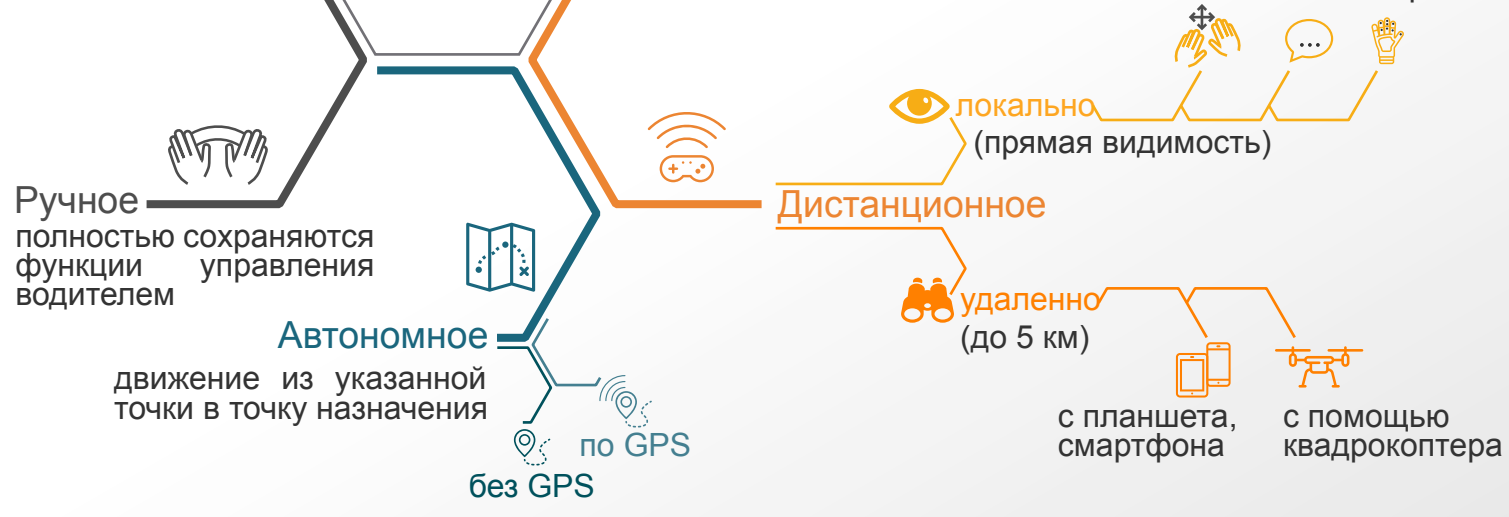 локально
(прямая видимость)
Ручное
полностью сохраняются
функции управления
водителем
Дистанционное
удаленно
(до 5 км)
Автономное
движение из указанной
точки в точку назначения
с планшета,
смартфона
с помощью
квадрокоптера
по GPS
без GPS